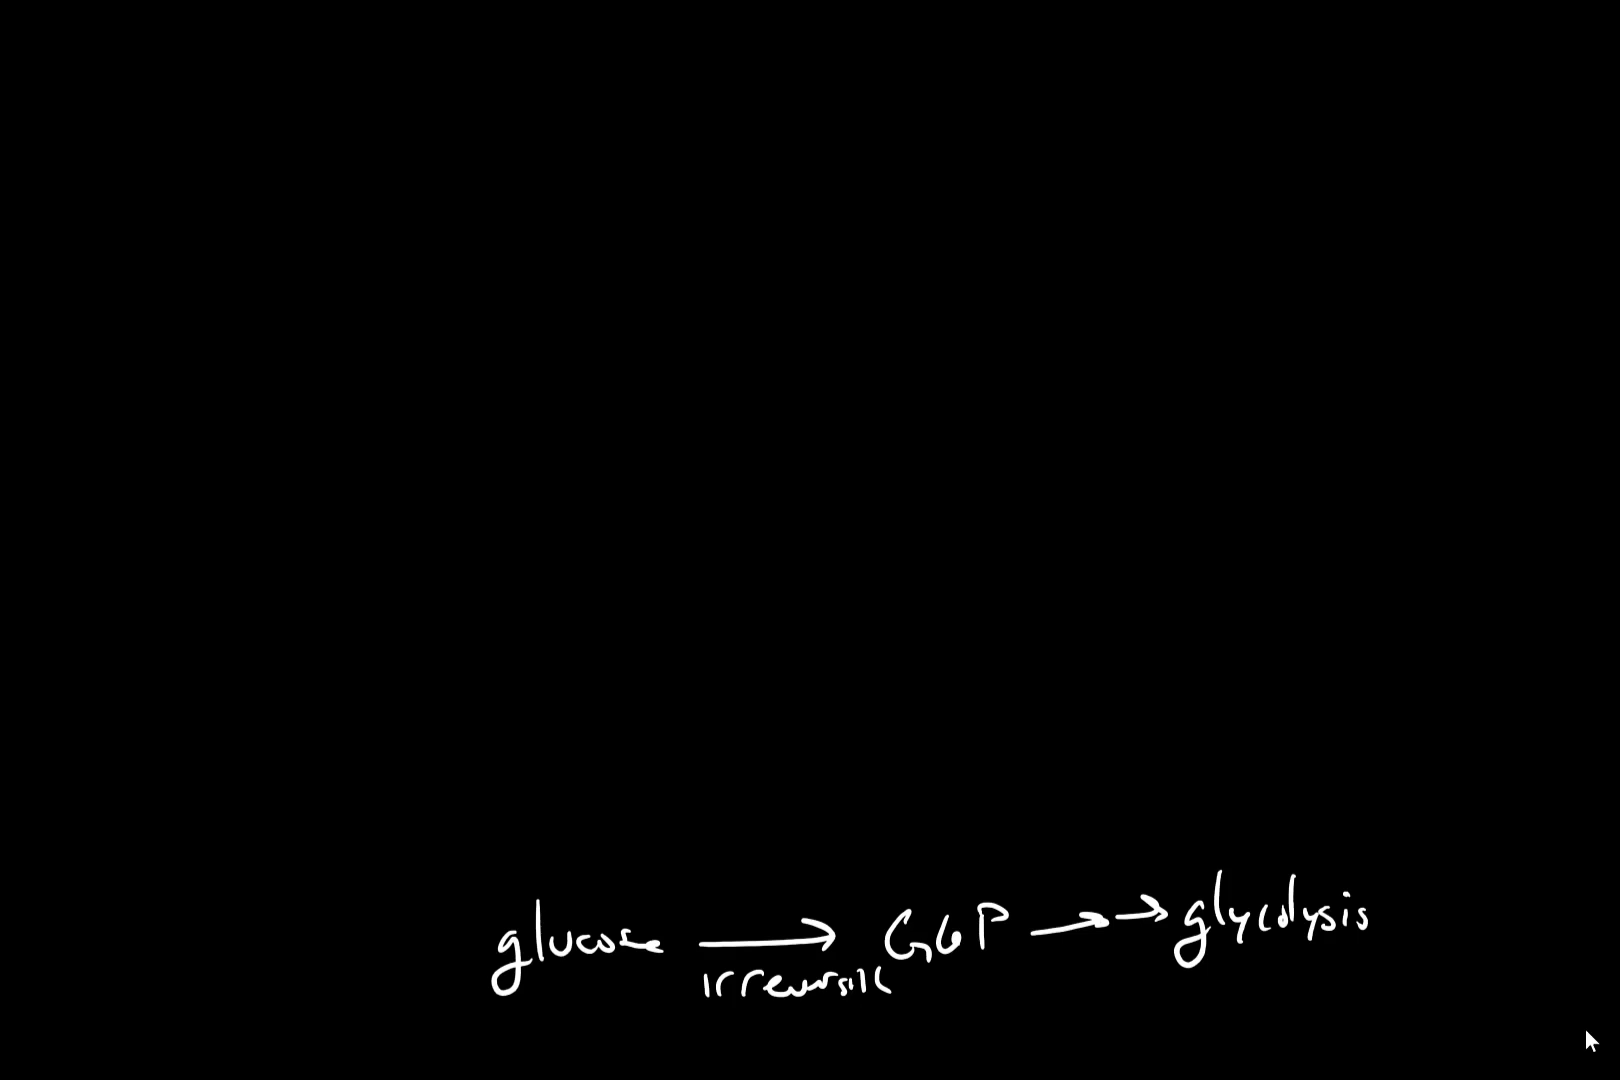 glucose → G6P → → glycolysis
irreversible